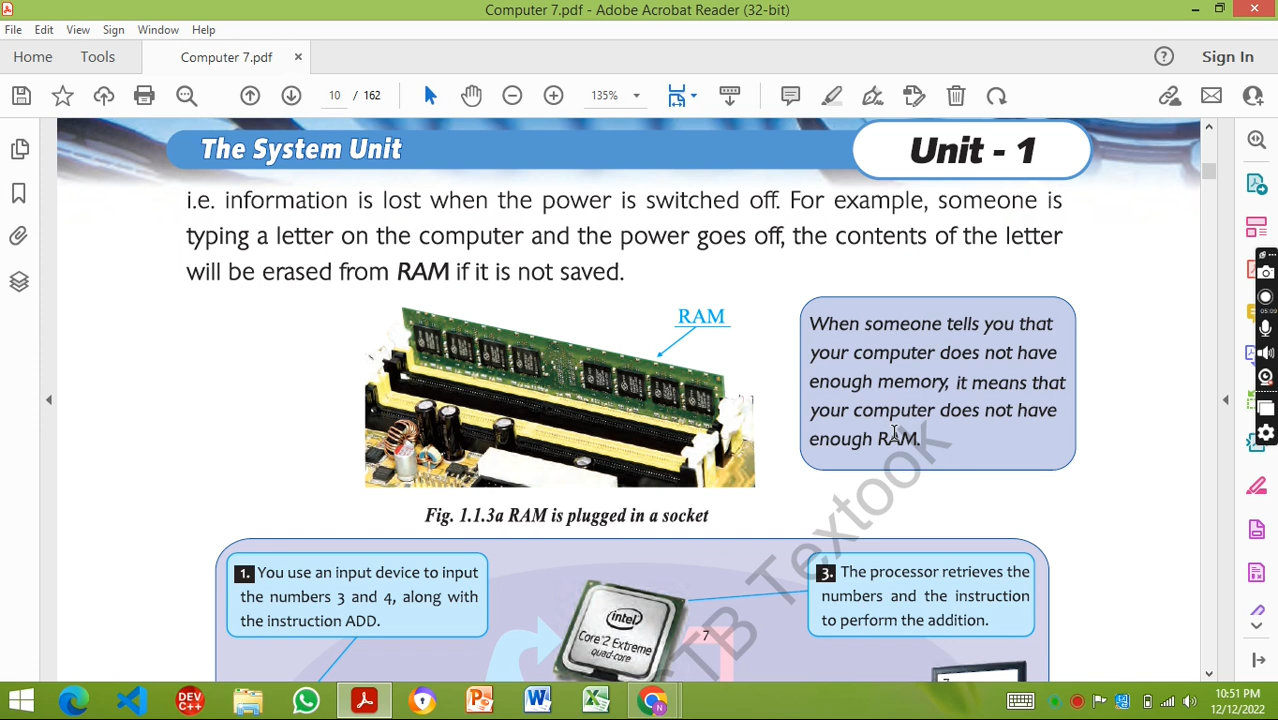 Computer 7.pdf - Adobe Acrobat Reader (32-bit)
File Edit View Sign Window Help
Home Tools Computer 7.pdf × ? Sign In
10 / 162 135%
The System Unit Unit - 1
i.e. information is lost when the power is switched off. For example, someone is
typing a letter on the computer and the power goes off, the contents of the letter
will be erased from RAM if it is not saved.
RAM
When someone tells you that
your computer does not have
enough memory, it means that
your computer does not have
enough RAM.
Fig. 1.1.3a RAM is plugged in a socket
1. You use an input device to input
the numbers 3 and 4, along with
the instruction ADD.
3. The processor retrieves the
numbers and the instruction
to perform the addition.
intel
Core'2 Extreme
quad-core
7
TB Textook
05:09
DEV
C++
10:51 PM
12/12/2022